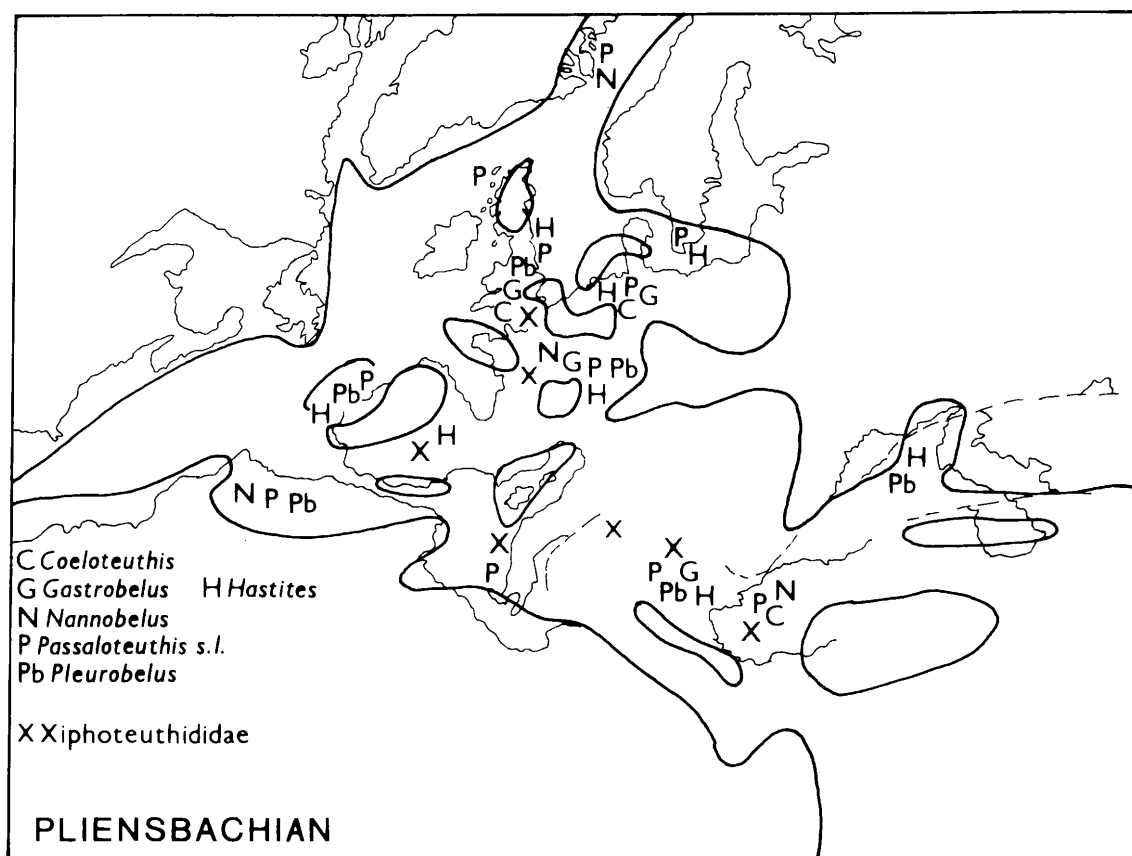 P
N
P
H
P
Pb
G
C X
P
H
H P G
C
N G P Pb
X
H
Pb P
H
X H
H
Pb
N P Pb
X
P
X
X
P G
Pb H
N
P C
X
C Coeloteuthis
G Gastrobelus H Hastites
N Nannobelus
P Passaloteuthis s.l.
Pb Pleurobelus
X Xiphoteuthididae
PLIENSBACHIAN